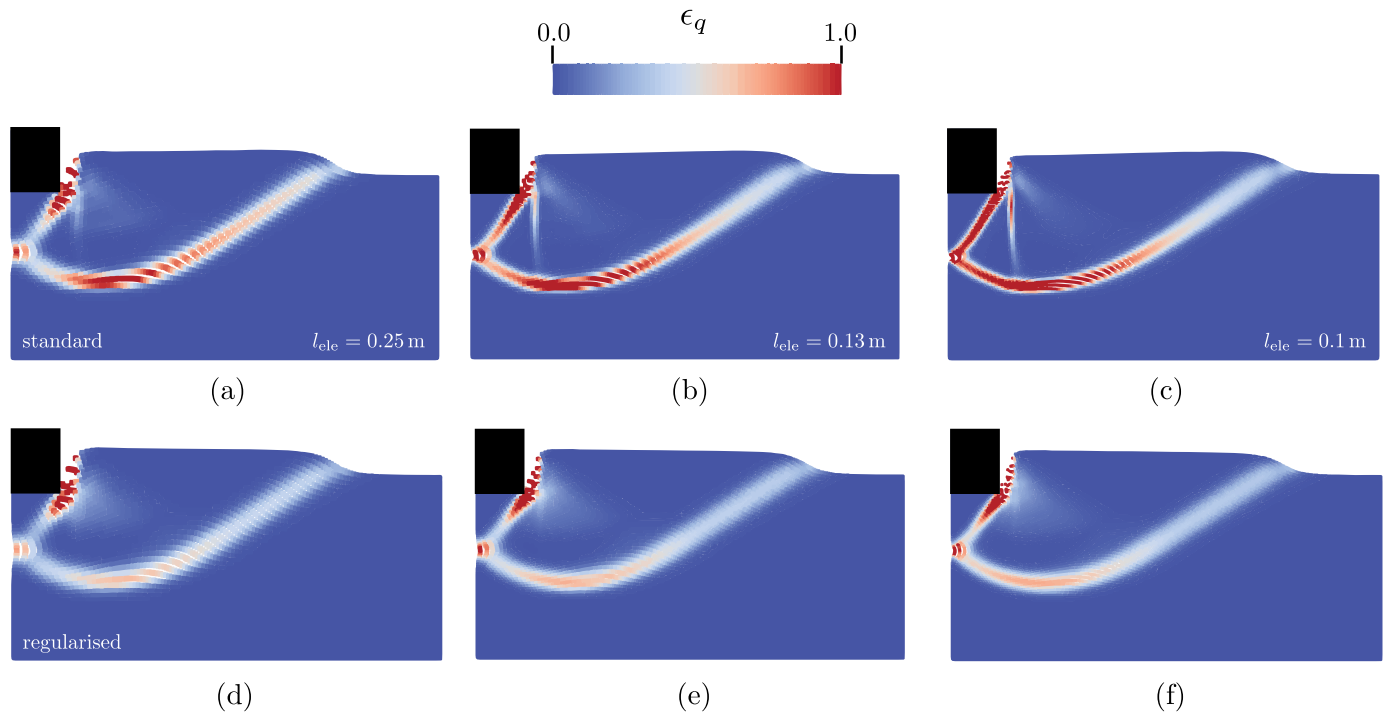 ϵ_q
0.0 1.0
standard l_ele = 0.25 m
l_ele = 0.13 m
l_ele = 0.1 m
(a) (b) (c)
regularised
(d) (e) (f)